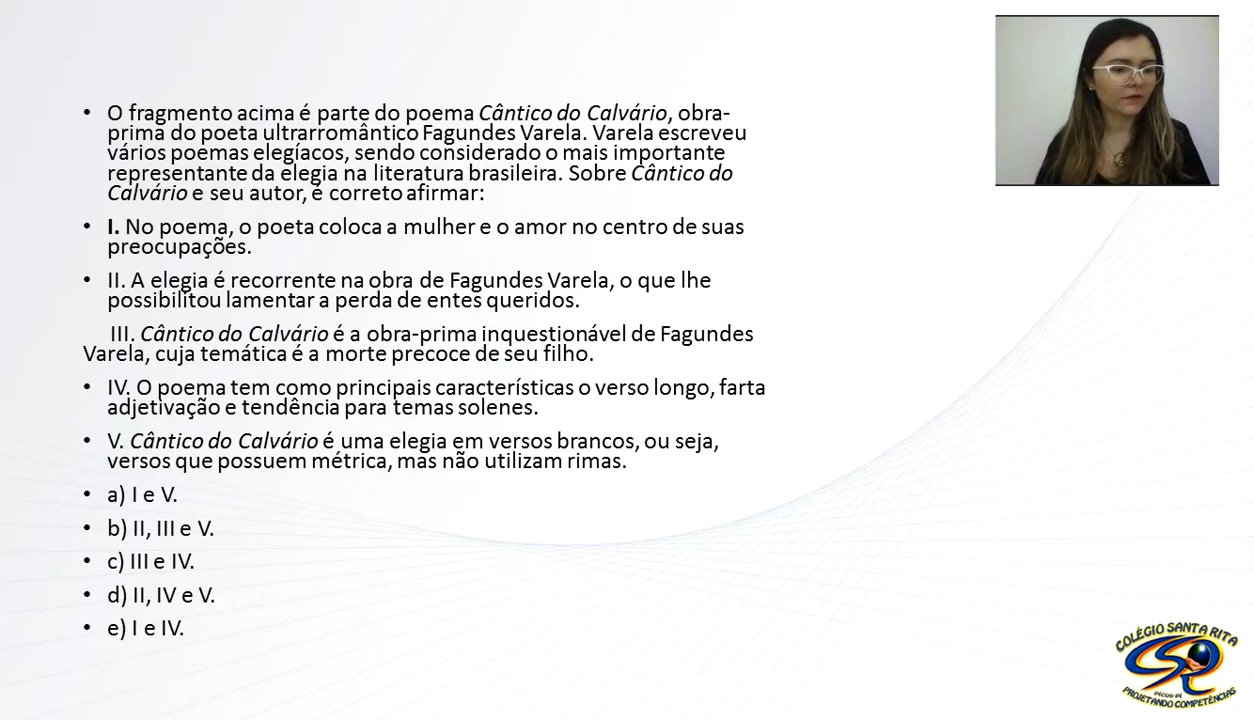 • O fragmento acima é parte do poema Cântico do Calvário, obra-
prima do poeta ultrarromântico Fagundes Varela. Varela escreveu
vários poemas elegíacos, sendo considerado o mais importante
representante da elegia na literatura brasileira. Sobre Cântico do
Calvário e seu autor, é correto afirmar:
• I. No poema, o poeta coloca a mulher e o amor no centro de suas
preocupações.
• II. A elegia é recorrente na obra de Fagundes Varela, o que lhe
possibilitou lamentar a perda de entes queridos.
III. Cântico do Calvário é a obra-prima inquestionável de Fagundes
Varela, cuja temática é a morte precoce de seu filho.
• IV. O poema tem como principais características o verso longo, farta
adjetivação e tendência para temas solenes.
• V. Cântico do Calvário é uma elegia em versos brancos, ou seja,
versos que possuem métrica, mas não utilizam rimas.
• a) I e V.
• b) II, III e V.
• c) III e IV.
• d) II, IV e V.
• e) I e IV.
COLÉGIO SANTA RITA
CSR
PICOS-PI
PROJETANDO COMPETÊNCIAS